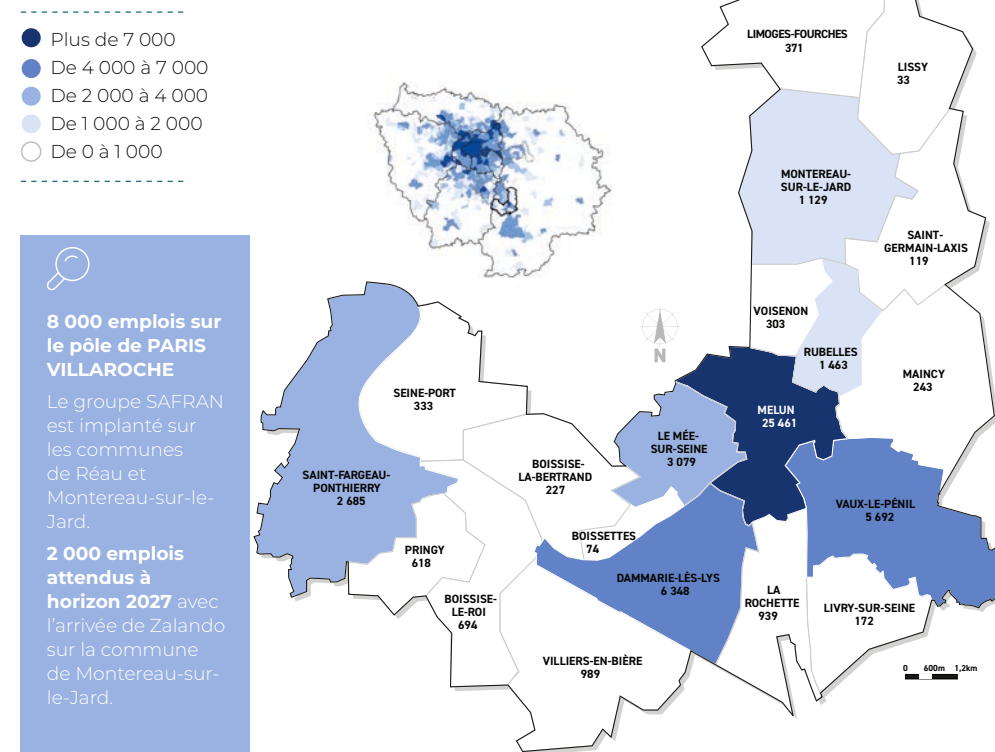 Plus de 7 000
De 4 000 à 7 000
De 2 000 à 4 000
De 1 000 à 2 000
De 0 à 1 000
8 000 emplois sur
le pôle de PARIS
VILLAROCHE
Le groupe SAFRAN
est implanté sur
les communes
de Réau et
Montereau-sur-le-
Jard.
2 000 emplois
attendus à
horizon 2027 avec
l'arrivée de Zalando
sur la commune
de Montereau-sur-
le-Jard.
LIMOGES-FOURCHES
371
LISSY
33
MONTEREAU-
SUR-LE-JARD
1 129
SAINT-
GERMAIN-LAXIS
119
VOISENON
303
RUBELLES
1 463
MAINCY
243
N
SEINE-PORT
333
MELUN
25 461
LE MÉE-
SUR-SEINE
3 079
SAINT-FARGEAU-
PONTHIERRY
2 685
BOISSISE-
LA-BERTRAND
227
VAUX-LE-PÉNIL
5 692
BOISSETTES
74
PRINGY
618
DAMMARIE-LÈS-LYS
6 348
BOISSISE-
LE-ROI
694
LA
ROCHETTE
939
LIVRY-SUR-SEINE
172
VILLIERS-EN-BIÈRE
989
0 600m 1,2km